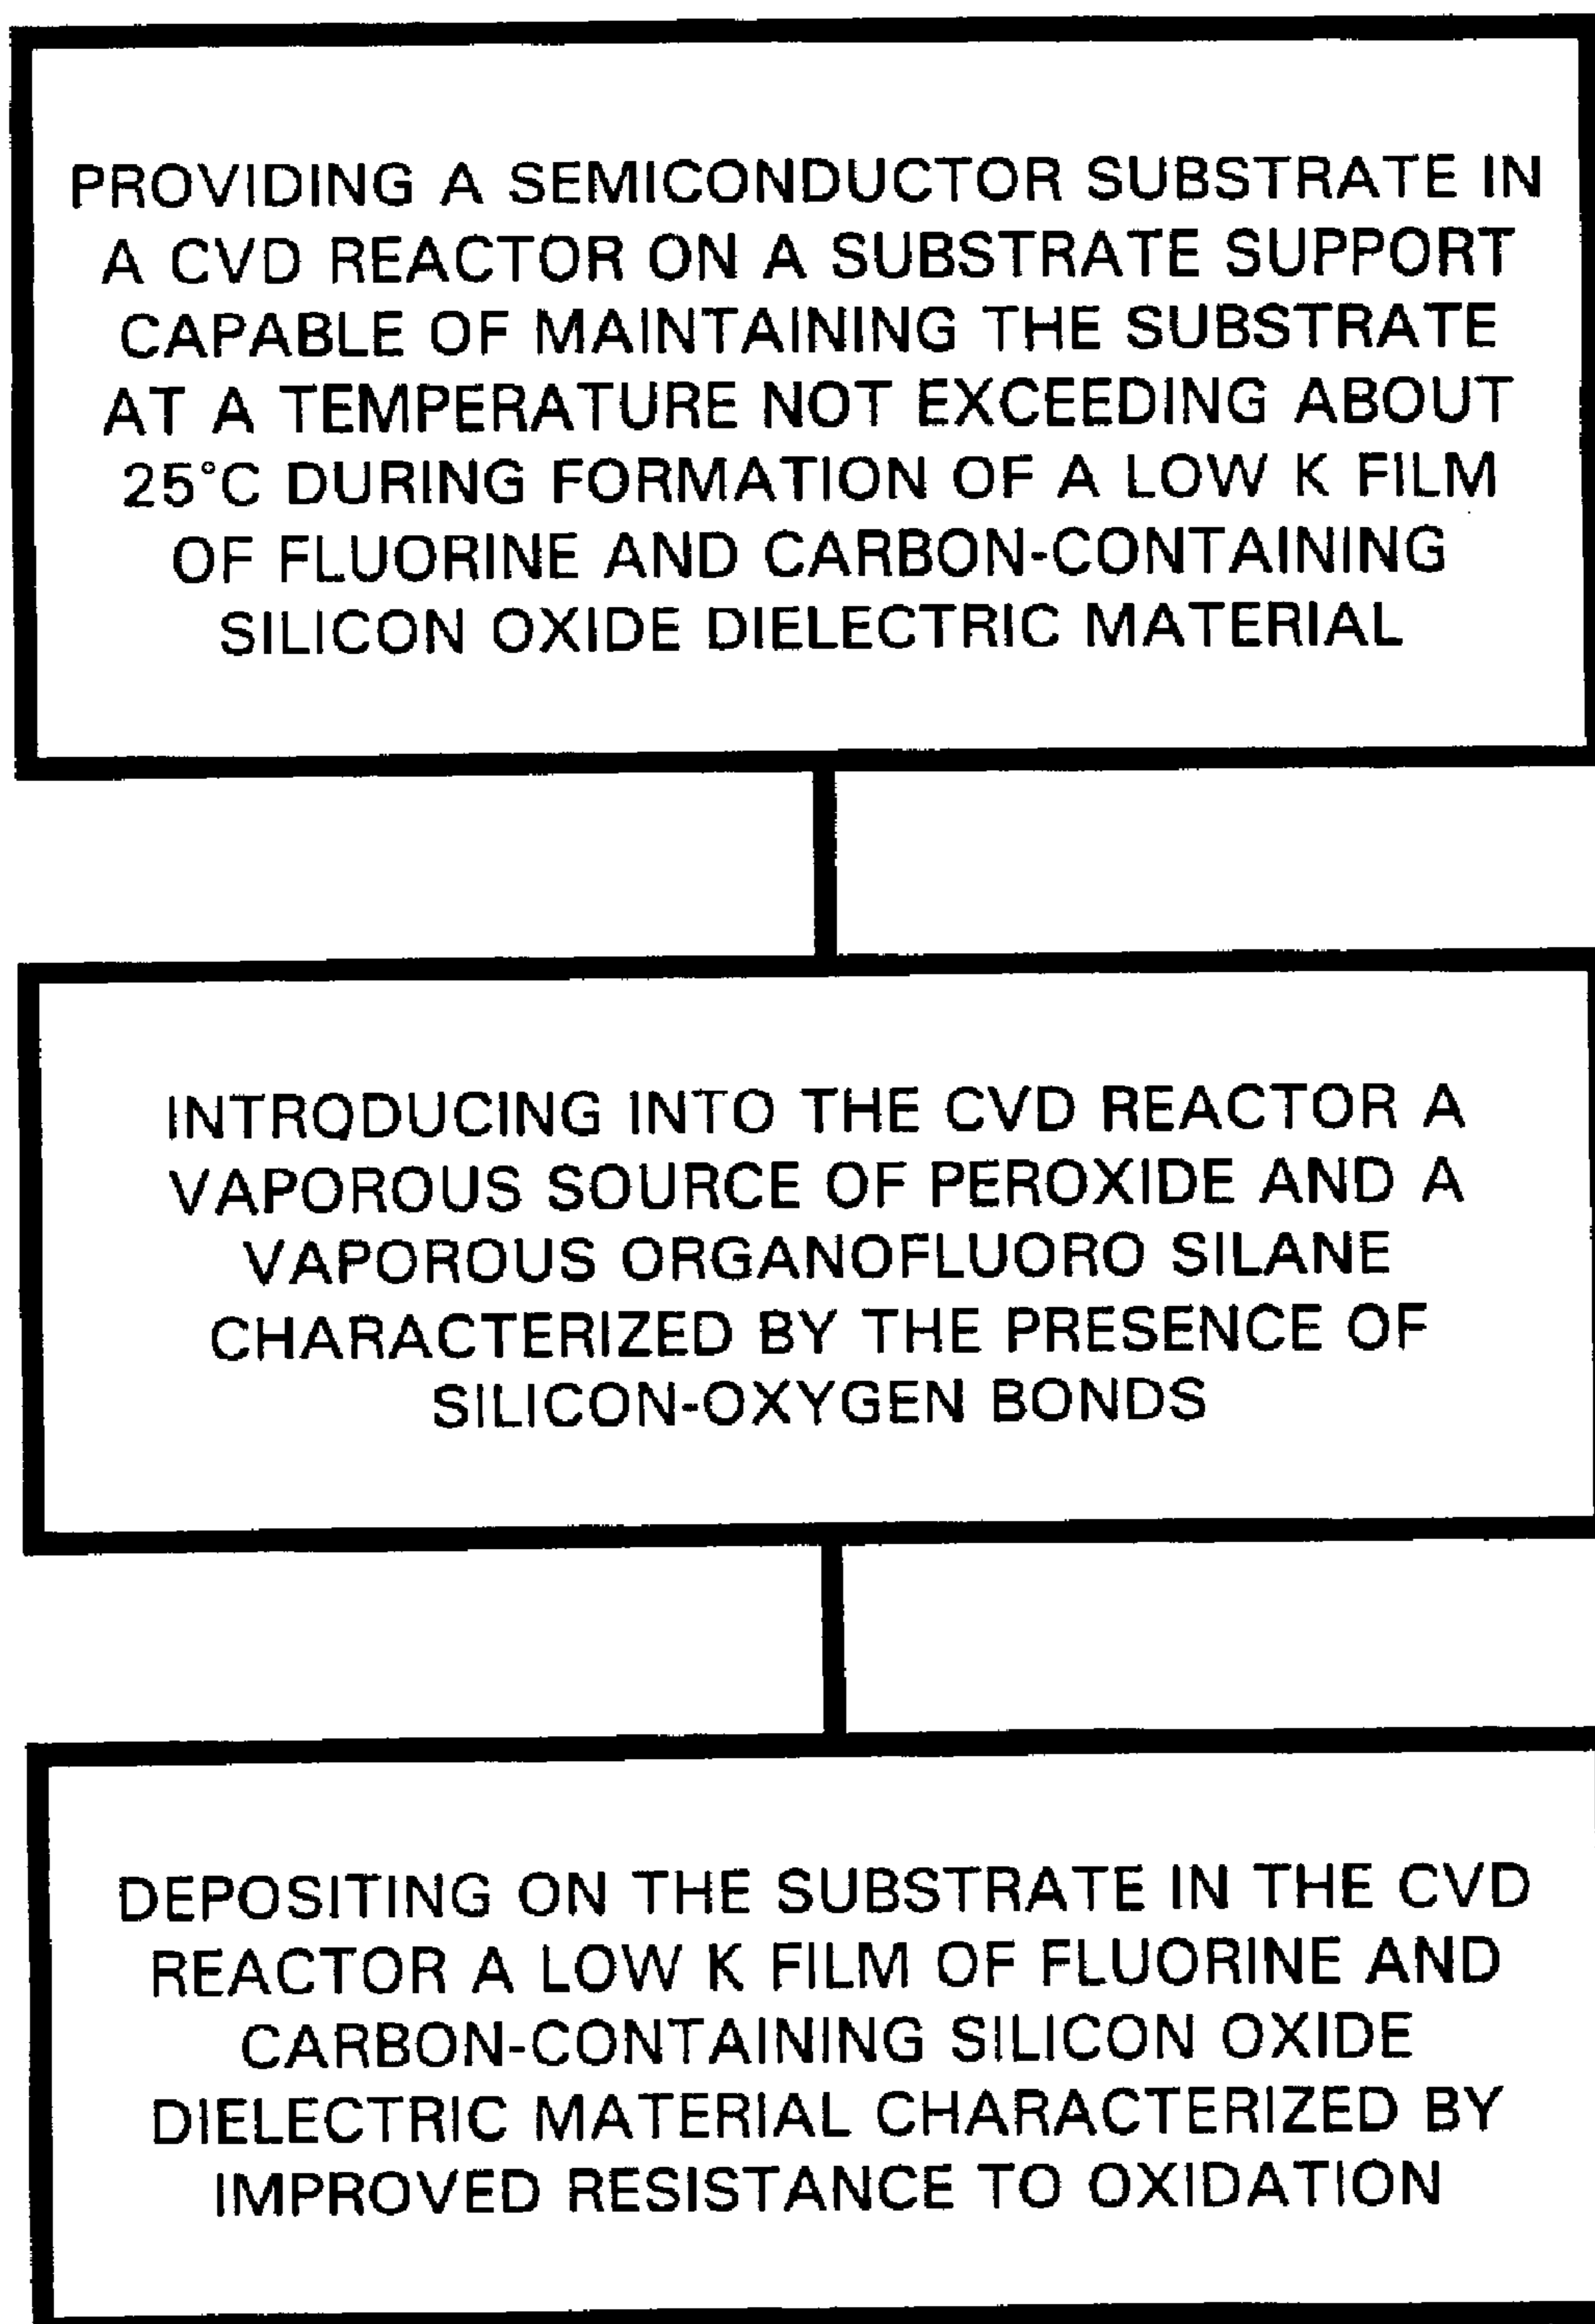 PROVIDING A SEMICONDUCTOR SUBSTRATE IN
A CVD REACTOR ON A SUBSTRATE SUPPORT
CAPABLE OF MAINTAINING THE SUBSTRATE
AT A TEMPERATURE NOT EXCEEDING ABOUT
25°C DURING FORMATION OF A LOW K FILM
OF FLUORINE AND CARBON-CONTAINING
SILICON OXIDE DIELECTRIC MATERIAL
INTRODUCING INTO THE CVD REACTOR A
VAPOROUS SOURCE OF PEROXIDE AND A
VAPOROUS ORGANOFLUORO SILANE
CHARACTERIZED BY THE PRESENCE OF
SILICON-OXYGEN BONDS
DEPOSITING ON THE SUBSTRATE IN THE CVD
REACTOR A LOW K FILM OF FLUORINE AND
CARBON-CONTAINING SILICON OXIDE
DIELECTRIC MATERIAL CHARACTERIZED BY
IMPROVED RESISTANCE TO OXIDATION